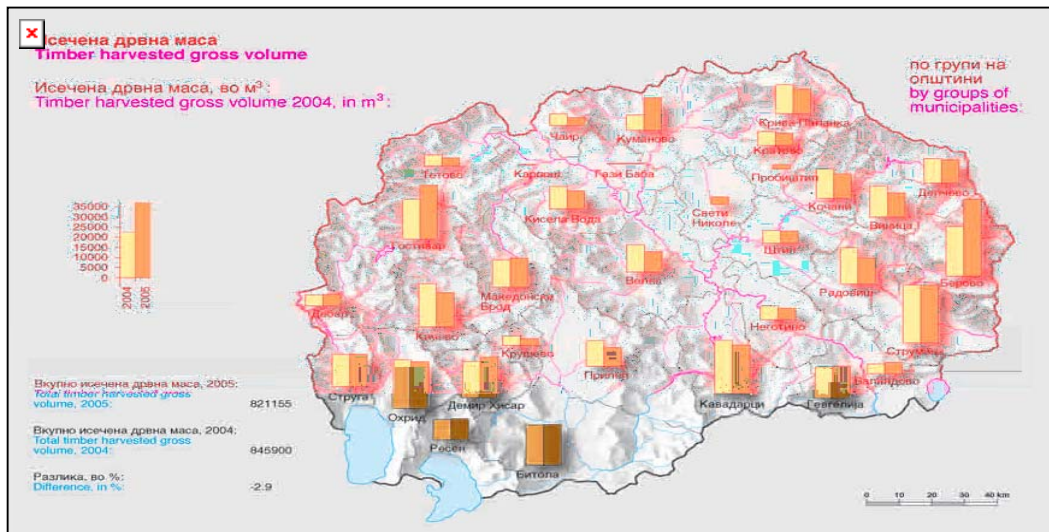 Исечена дрвна маса
Timber harvested gross volume
Исечена дрвна маса, во м³:
Timber harvested gross volume 2004, in m³:
по групи на
општини
by groups of
municipalities:
Крива Паланка
Чаир
Куманово
Кратово
Тетово
Карпош
Гази Баба
Пробиштип
Делчево
Кочани
Виница
Кисела Вода
Свети
Николе
35000
30000
25000
20000
15000
10000
5000
0
2004
2005
Гостивар
Штип
Берово
Велес
Радовиш
Македонски
Брод
Дебар
Кичево
Неготино
Струмица
Крушево
Прилеп
Валандово
Струга
Охрид
Демир Хисар
Кавадарци
Гевгелија
Ресен
Битола
Вкупно исечена дрвна маса, 2005:
Total timber harvested gross
volume, 2005:
821155
Вкупно исечена дрвна маса, 2004:
Total timber harvested gross
volume, 2004:
845900
Разлика, во %:
Difference, in %:
-2.9
0 10 20 30 40 km